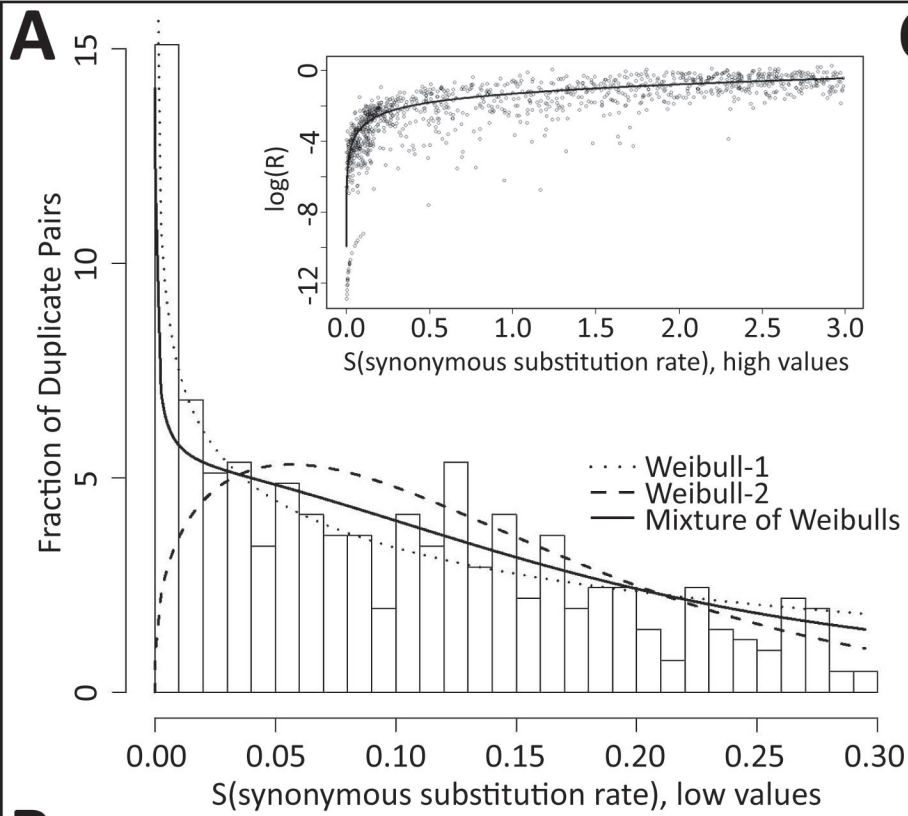 A
15
10
5
0
Fraction of Duplicate Pairs
0
-4
-8
-12
log(R)
0.0 0.5 1.0 1.5 2.0 2.5 3.0
S(synonymous substitution rate), high values
Weibull-1
Weibull-2
Mixture of Weibulls
0.00 0.05 0.10 0.15 0.20 0.25 0.30
S(synonymous substitution rate), low values